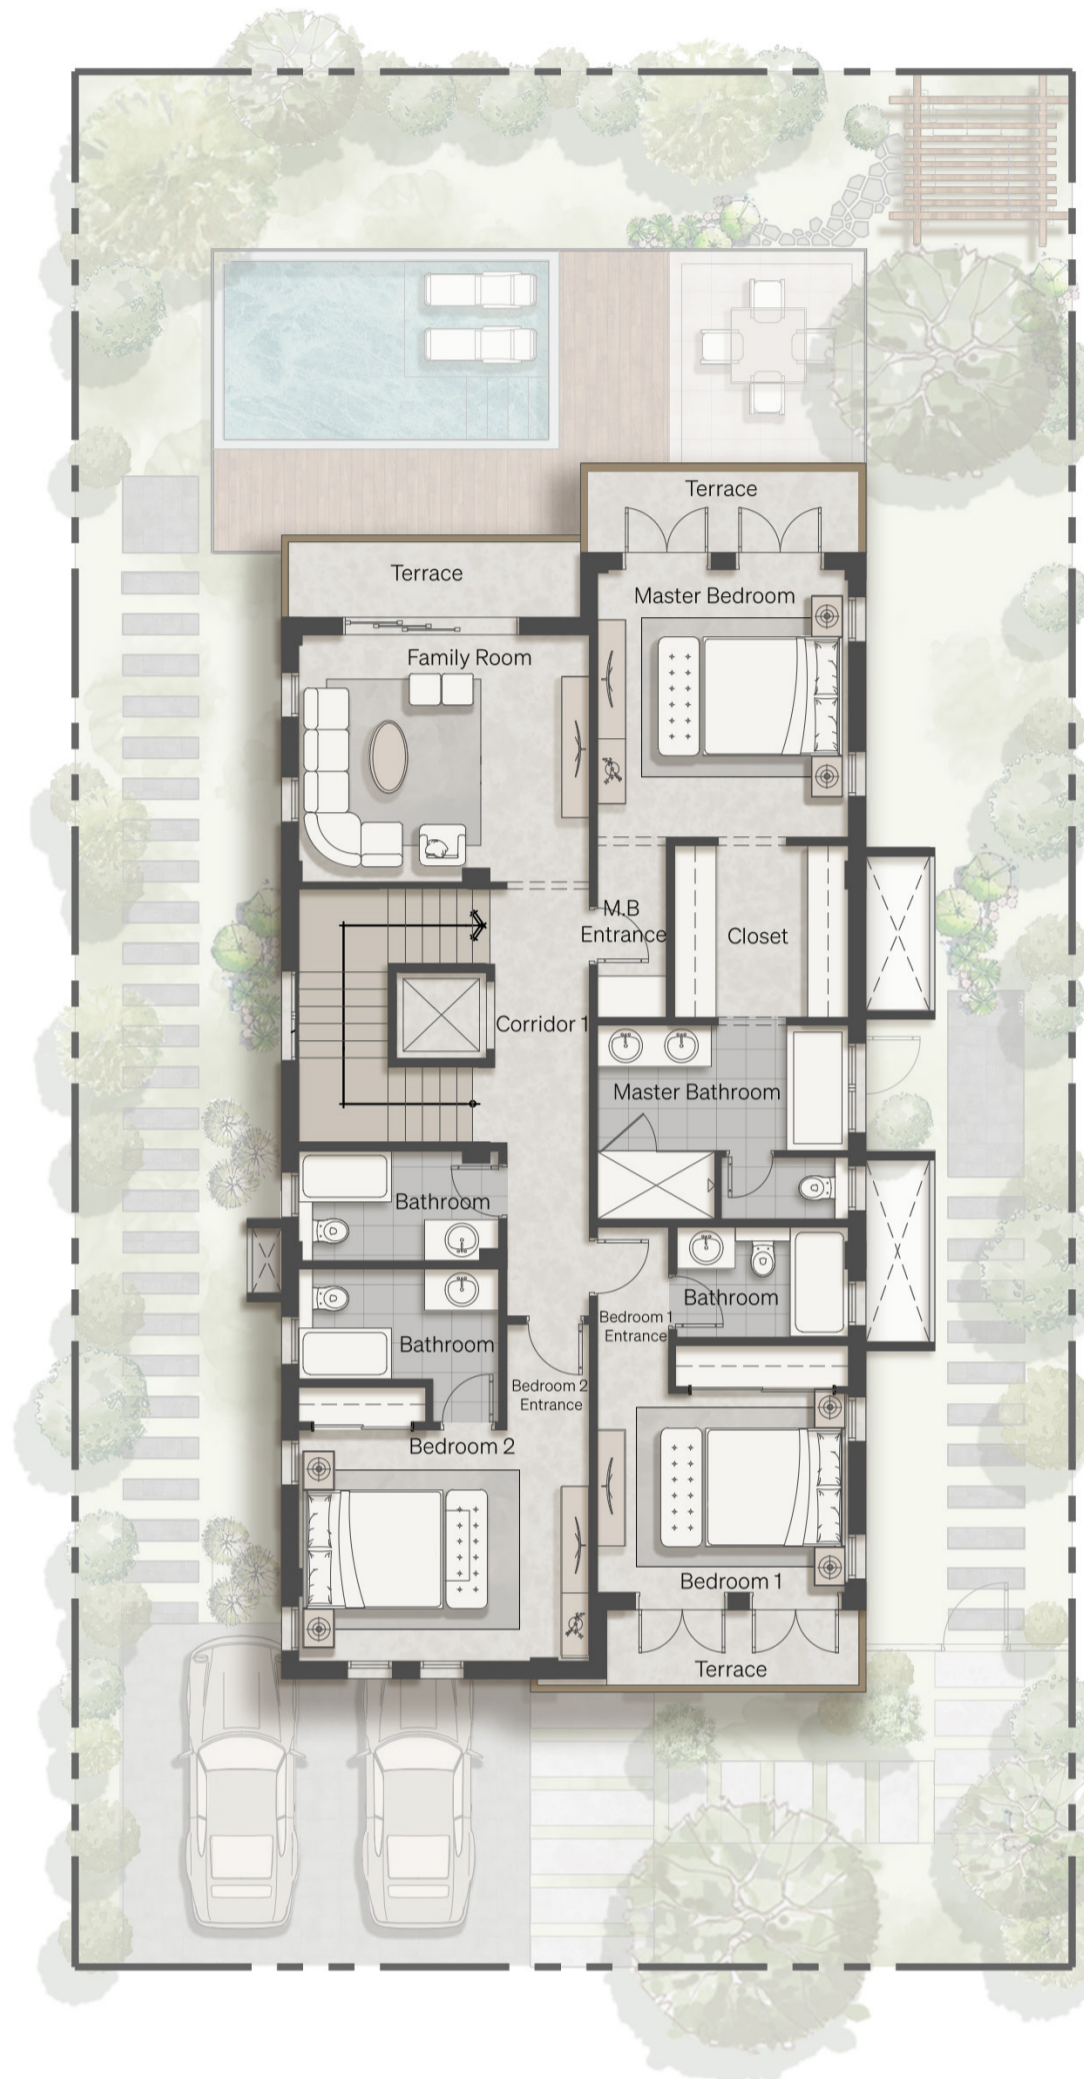 Terrace
Terrace
Master Bedroom
Family Room
M.B
Entrance
Closet
Corridor 1
Master Bathroom
Bathroom
Bathroom
Bedroom 1
Entrance
Bathroom
Bedroom 2
Entrance
Bedroom 2
Bedroom 1
Terrace